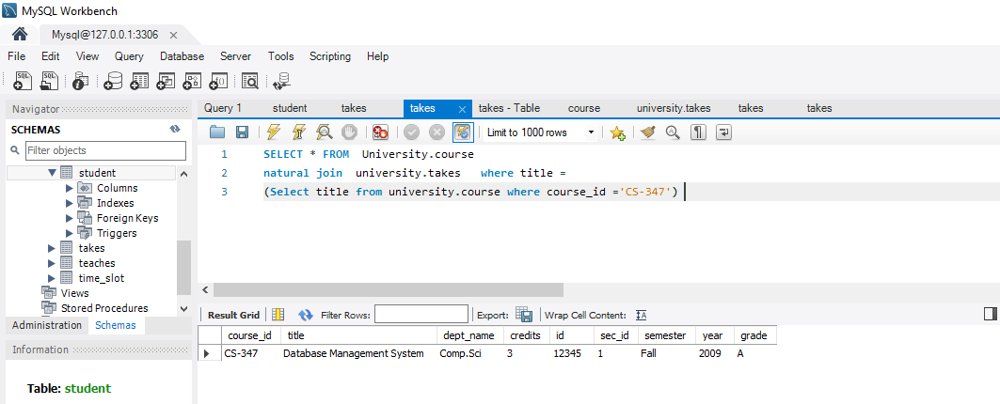 MySQL Workbench
Mysql@127.0.0.1:3306 ×
File Edit View Query Database Server Tools Scripting Help
Navigator
SCHEMAS
Filter objects
student
Columns
Indexes
Foreign Keys
Triggers
takes
teaches
time_slot
Views
Stored Procedures
Administration Schemas
Information
Table: student
Query 1 student takes takes × takes - Table course university.takes takes takes
Limit to 1000 rows
1 SELECT * FROM University.course
2 natural join university.takes where title =
3 (Select title from university.course where course_id ='CS-347')
Result Grid Filter Rows: Export: Wrap Cell Content:
course_id title dept_name credits id sec_id semester year grade
CS-347 Database Management System Comp.Sci 3 12345 1 Fall 2009 A